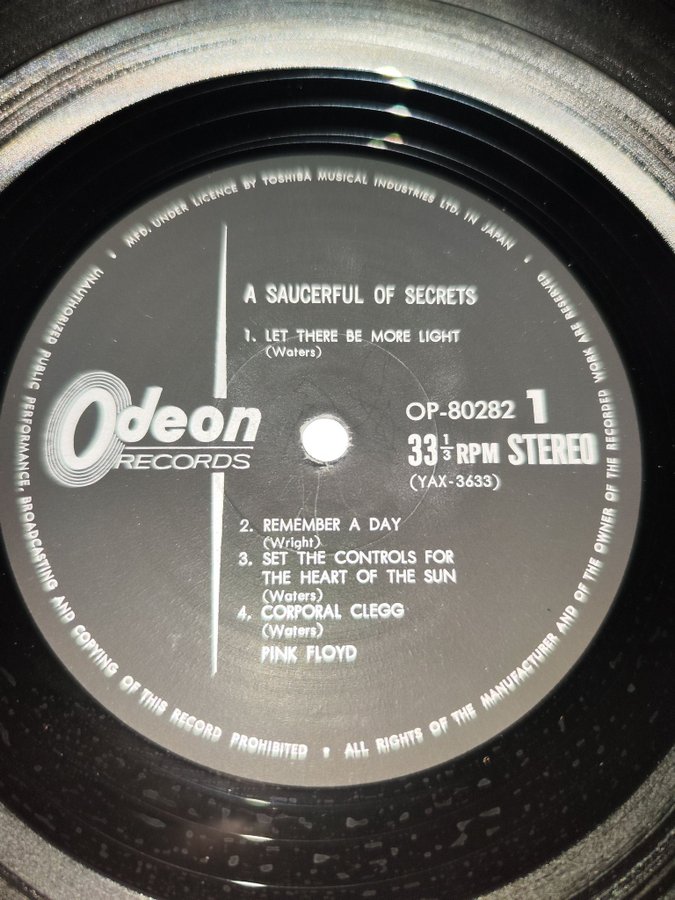 MFD. UNDER LICENCE BY TOSHIBA MUSICAL INDUSTRIES LTD. IN JAPAN
A SAUCERFUL OF SECRETS
1. LET THERE BE MORE LIGHT
(Waters)
Odeon
RECORDS
OP-80282 1
33 1/3 RPM STEREO
(YAX-3633)
2. REMEMBER A DAY
(Wright)
3. SET THE CONTROLS FOR
THE HEART OF THE SUN
(Waters)
4. CORPORAL CLEGG
(Waters)
PINK FLOYD
UNAUTHORIZED PUBLIC PERFORMANCE, BROADCASTING AND COPYING OF THIS RECORD PROHIBITED • ALL RIGHTS OF THE MANUFACTURER AND OF THE OWNER OF THE RECORDED WORK ARE RESERVED